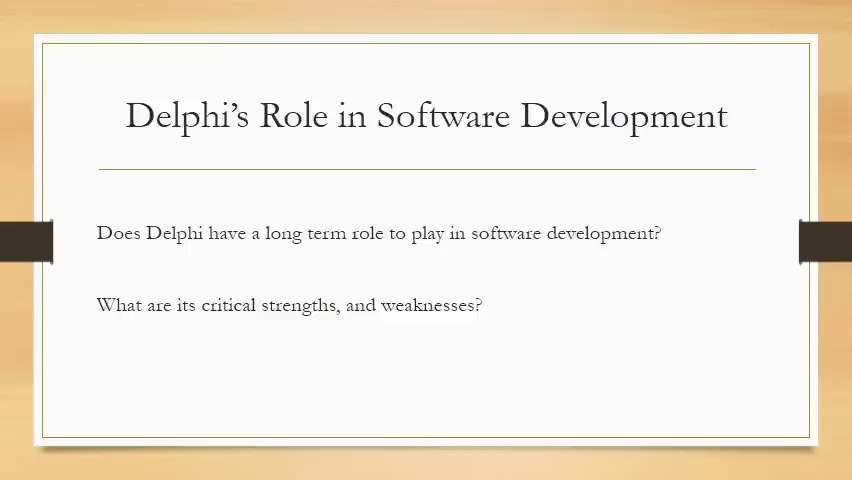 Delphi’s Role in Software Development
Does Delphi have a long term role to play in software development?
What are its critical strengths, and weaknesses?